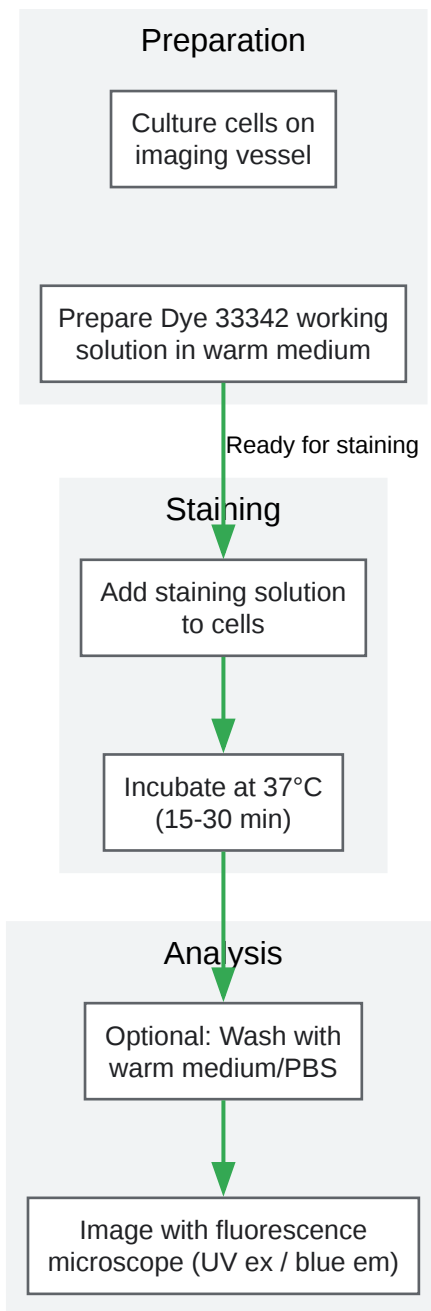 Preparation
Culture cells on
imaging vessel
Prepare Dye 33342 working
solution in warm medium
Ready for staining
Staining
Add staining solution
to cells
Incubate at 37°C
(15-30 min)
Analysis
Optional: Wash with
warm medium/PBS
Image with fluorescence
microscope (UV ex / blue em)